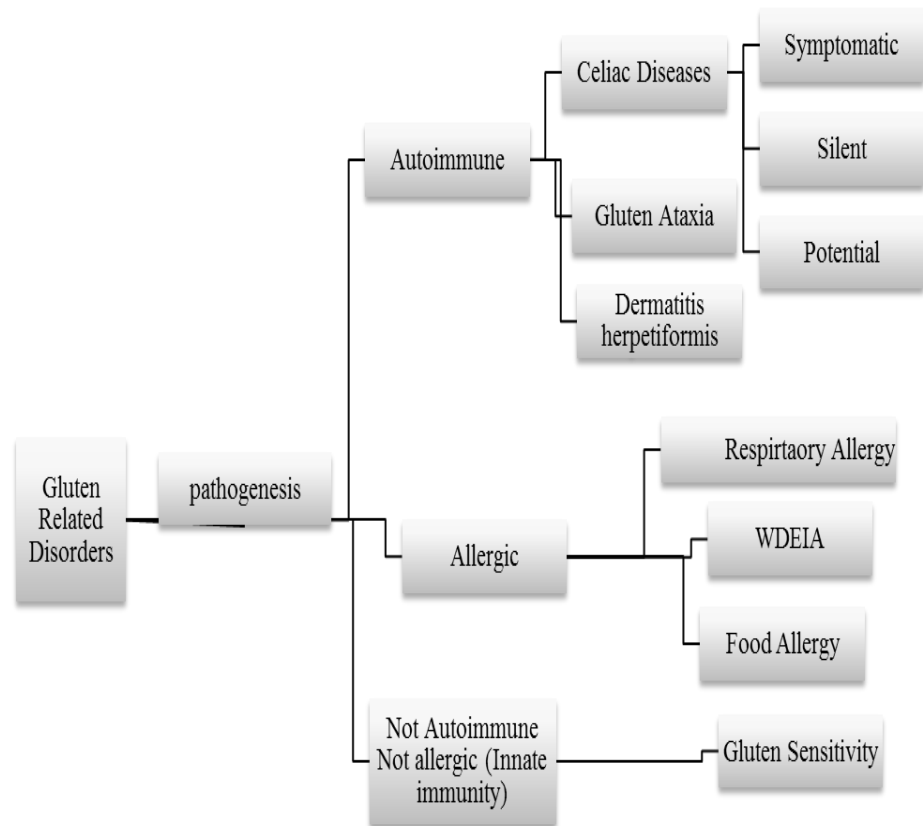 Gluten
Related
Disorders
pathogenesis
Autoimmune
Celiac Diseases
Symptomatic
Silent
Potential
Gluten Ataxia
Dermatitis
herpetiformis
Allergic
Respirtaory Allergy
WDEIA
Food Allergy
Not Autoimmune
Not allergic (Innate
immunity)
Gluten Sensitivity